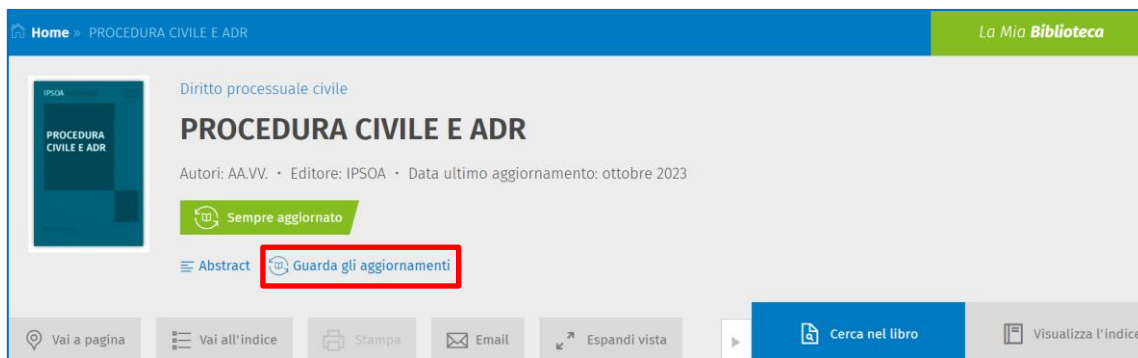 Home » PROCEDURA CIVILE E ADR
La Mia Biblioteca
IPSOA
PROCEDURA
CIVILE E ADR
Diritto processuale civile
PROCEDURA CIVILE E ADR
Autori: AA.VV. • Editore: IPSOA • Data ultimo aggiornamento: ottobre 2023
Sempre aggiornato
Abstract Guarda gli aggiornamenti
Vai a pagina Vai all'indice Stampa Email Espandi vista Cerca nel libro Visualizza l'indice